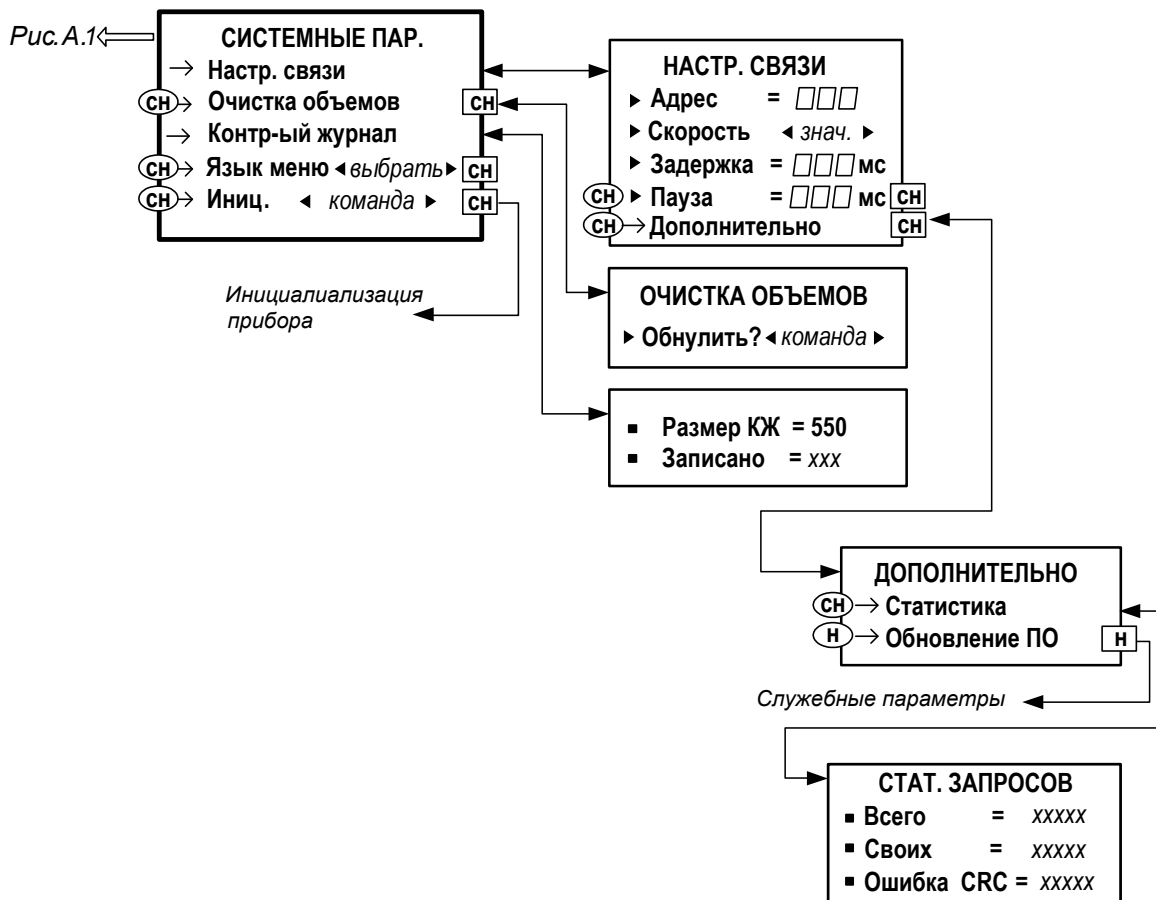 Рис.А.1
СИСТЕМНЫЕ ПАР.
→ Настр. связи
СН → Очистка объемов СН
→ Контр-ый журнал
СН → Язык меню ◄ выбрать ► СН
СН → Иниц. ◄ команда ► СН
Инициалиализация
прибора
НАСТР. СВЯЗИ
► Адрес = □□□
► Скорость ◄ знач. ►
► Задержка = □□□ мс
СН ► Пауза = □□□ мс СН
СН → Дополнительно СН
ОЧИСТКА ОБЪЕМОВ
► Обнулить? ◄ команда ►
▪ Размер КЖ = 550
▪ Записано = xxx
ДОПОЛНИТЕЛЬНО
СН → Статистика
Н → Обновление ПО Н
Служебные параметры
СТАТ. ЗАПРОСОВ
▪ Всего = xxxxx
▪ Своих = xxxxx
▪ Ошибка CRC = xxxxx